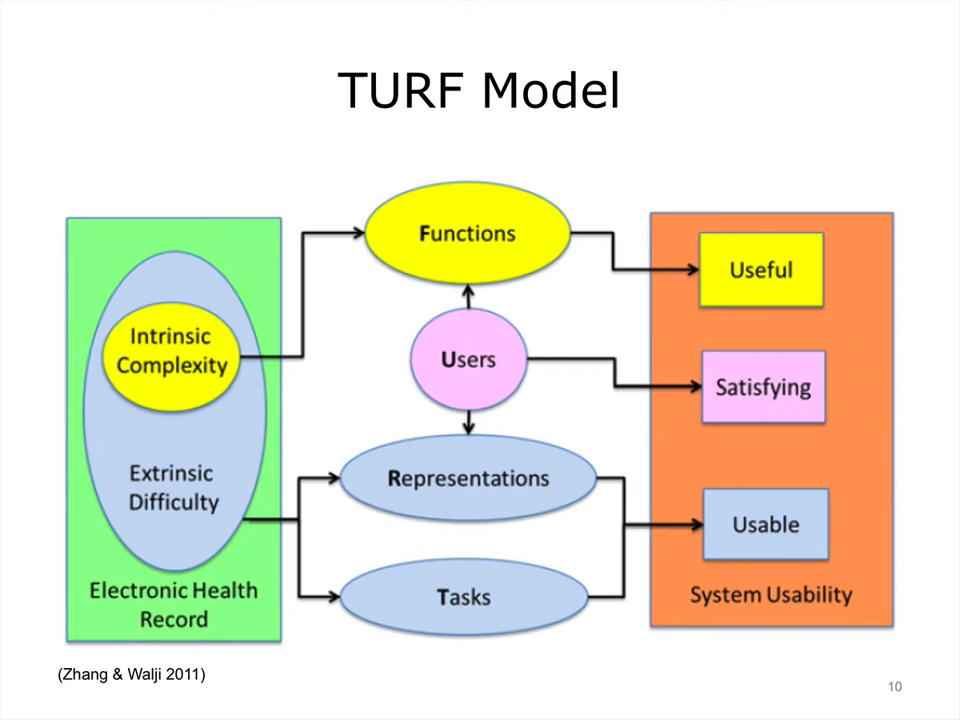 TURF Model
Functions
Useful
Intrinsic
Complexity
Users
Satisfying
Extrinsic
Difficulty
Representations
Usable
Tasks
Electronic Health
Record
System Usability
(Zhang & Walji 2011)
10